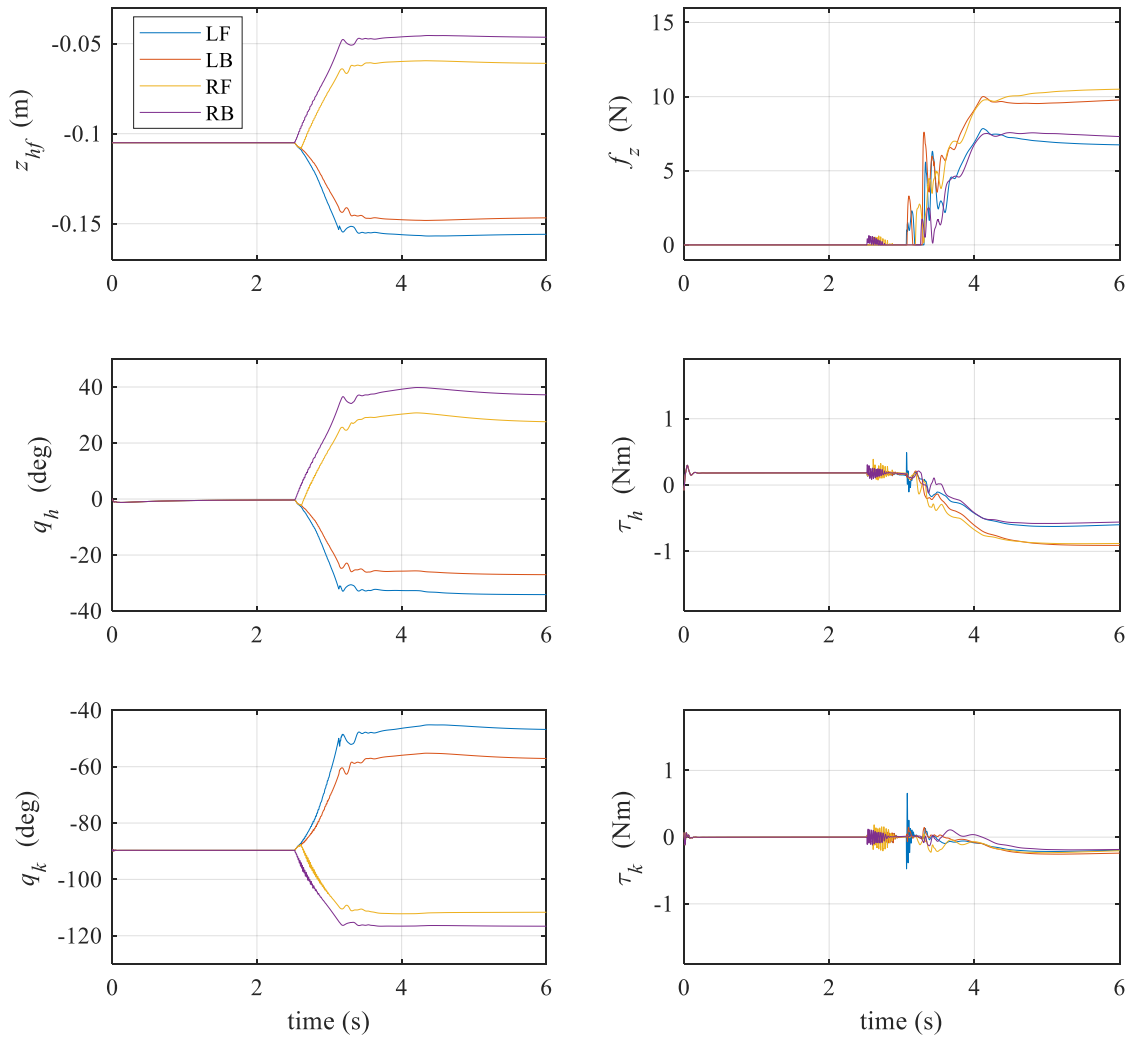 -0.05
-0.1
-0.15
z_hf (m)
LF
LB
RF
RB
0 2 4 6
15
10
5
0
f_z (N)
0 2 4 6
40
20
0
-20
-40
q_h (deg)
0 2 4 6
1
0
-1
τ_h (Nm)
0 2 4 6
-40
-60
-80
-100
-120
q_k (deg)
0 2 4 6
time (s)
1
0
-1
τ_k (Nm)
0 2 4 6
time (s)